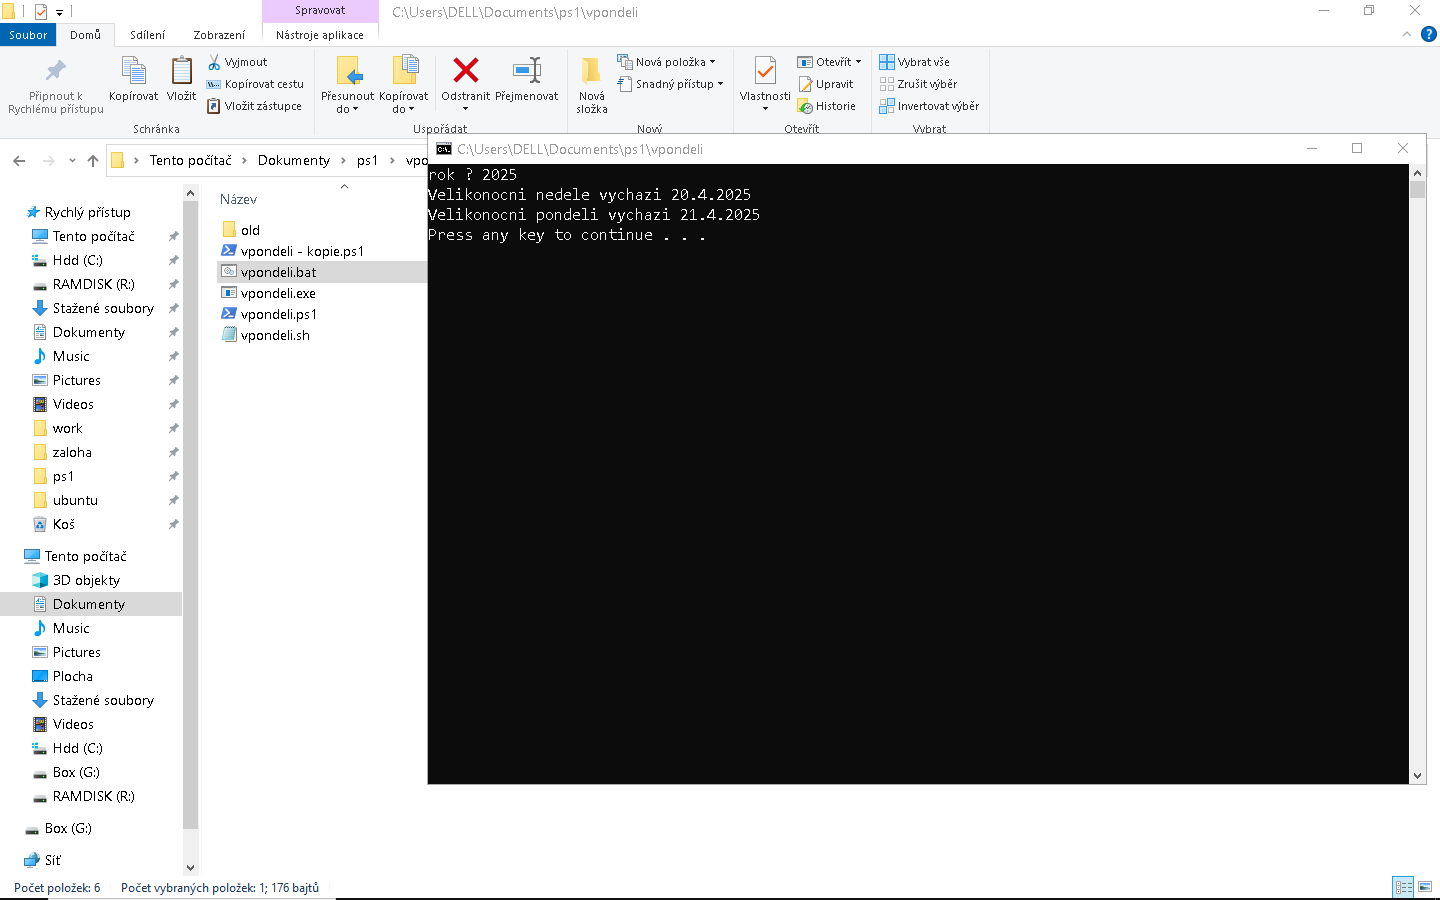 Spravovat
C:\Users\DELL\Documents\ps1\vpondeli
Soubor
Domů
Sdílení
Zobrazení
Nástroje aplikace
Připnout k
Rychlému přístupu
Kopírovat
Vložit
Vyjmout
Kopírovat cestu
Vložit zástupce
Schránka
Přesunout
do
Kopírovat
do
Odstranit
Přejmenovat
Uspořádat
Nová
složka
Nová položka
Snadný přístup
Nový
Vlastnosti
Otevřít
Upravit
Historie
Otevřít
Vybrat vše
Zrušit výběr
Invertovat výběr
Vybrat
Tento počítač
Dokumenty
ps1
vpo
Rychlý přístup
Tento počítač
Hdd (C:)
RAMDISK (R:)
Stažené soubory
Dokumenty
Music
Pictures
Videos
work
zaloha
ps1
ubuntu
Koš
Tento počítač
3D objekty
Dokumenty
Music
Pictures
Plocha
Stažené soubory
Videos
Hdd (C:)
Box (G:)
RAMDISK (R:)
Box (G:)
Síť
Název
old
vpondeli - kopie.ps1
vpondeli.bat
vpondeli.exe
vpondeli.ps1
vpondeli.sh
C:\Users\DELL\Documents\ps1\vpondeli
rok ? 2025
Velikonocni nedele vychazi 20.4.2025
Velikonocni pondeli vychazi 21.4.2025
Press any key to continue . . .
Počet položek: 6
Počet vybraných položek: 1; 176 bajtů